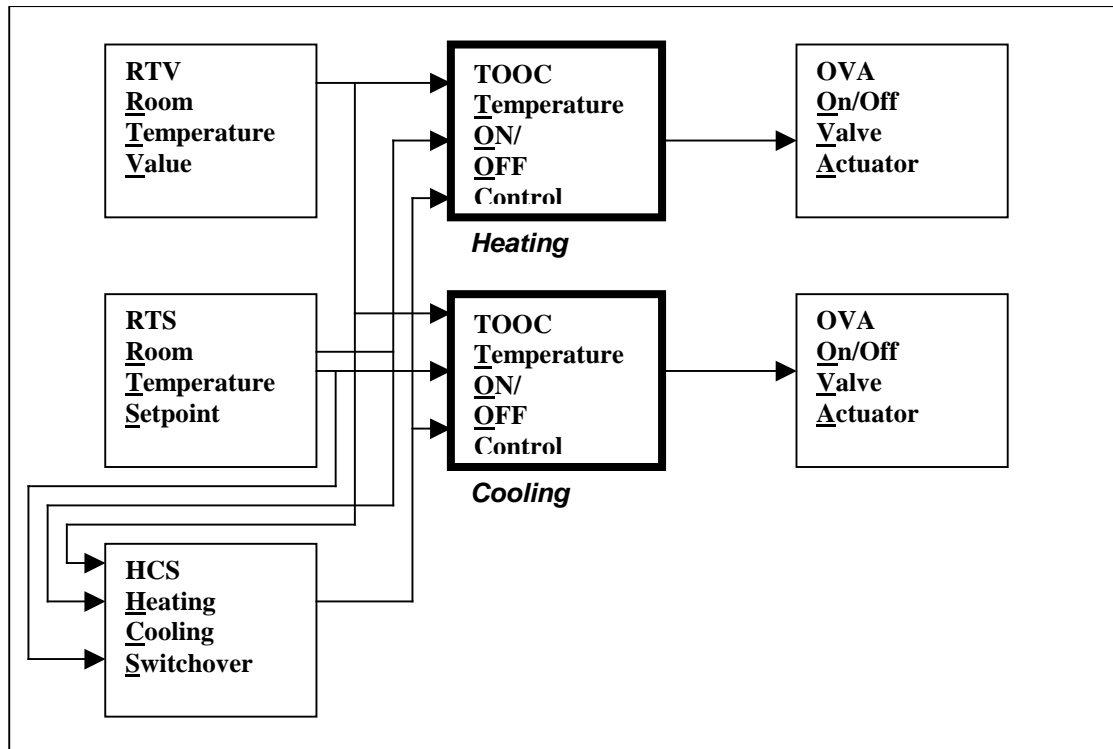 RTV
Room
Temperature
Value
TOOC
Temperature
ON/
OFF
Control
Heating
OVA
On/Off
Valve
Actuator
RTS
Room
Temperature
Setpoint
TOOC
Temperature
ON/
OFF
Control
Cooling
OVA
On/Off
Valve
Actuator
HCS
Heating
Cooling
Switchover